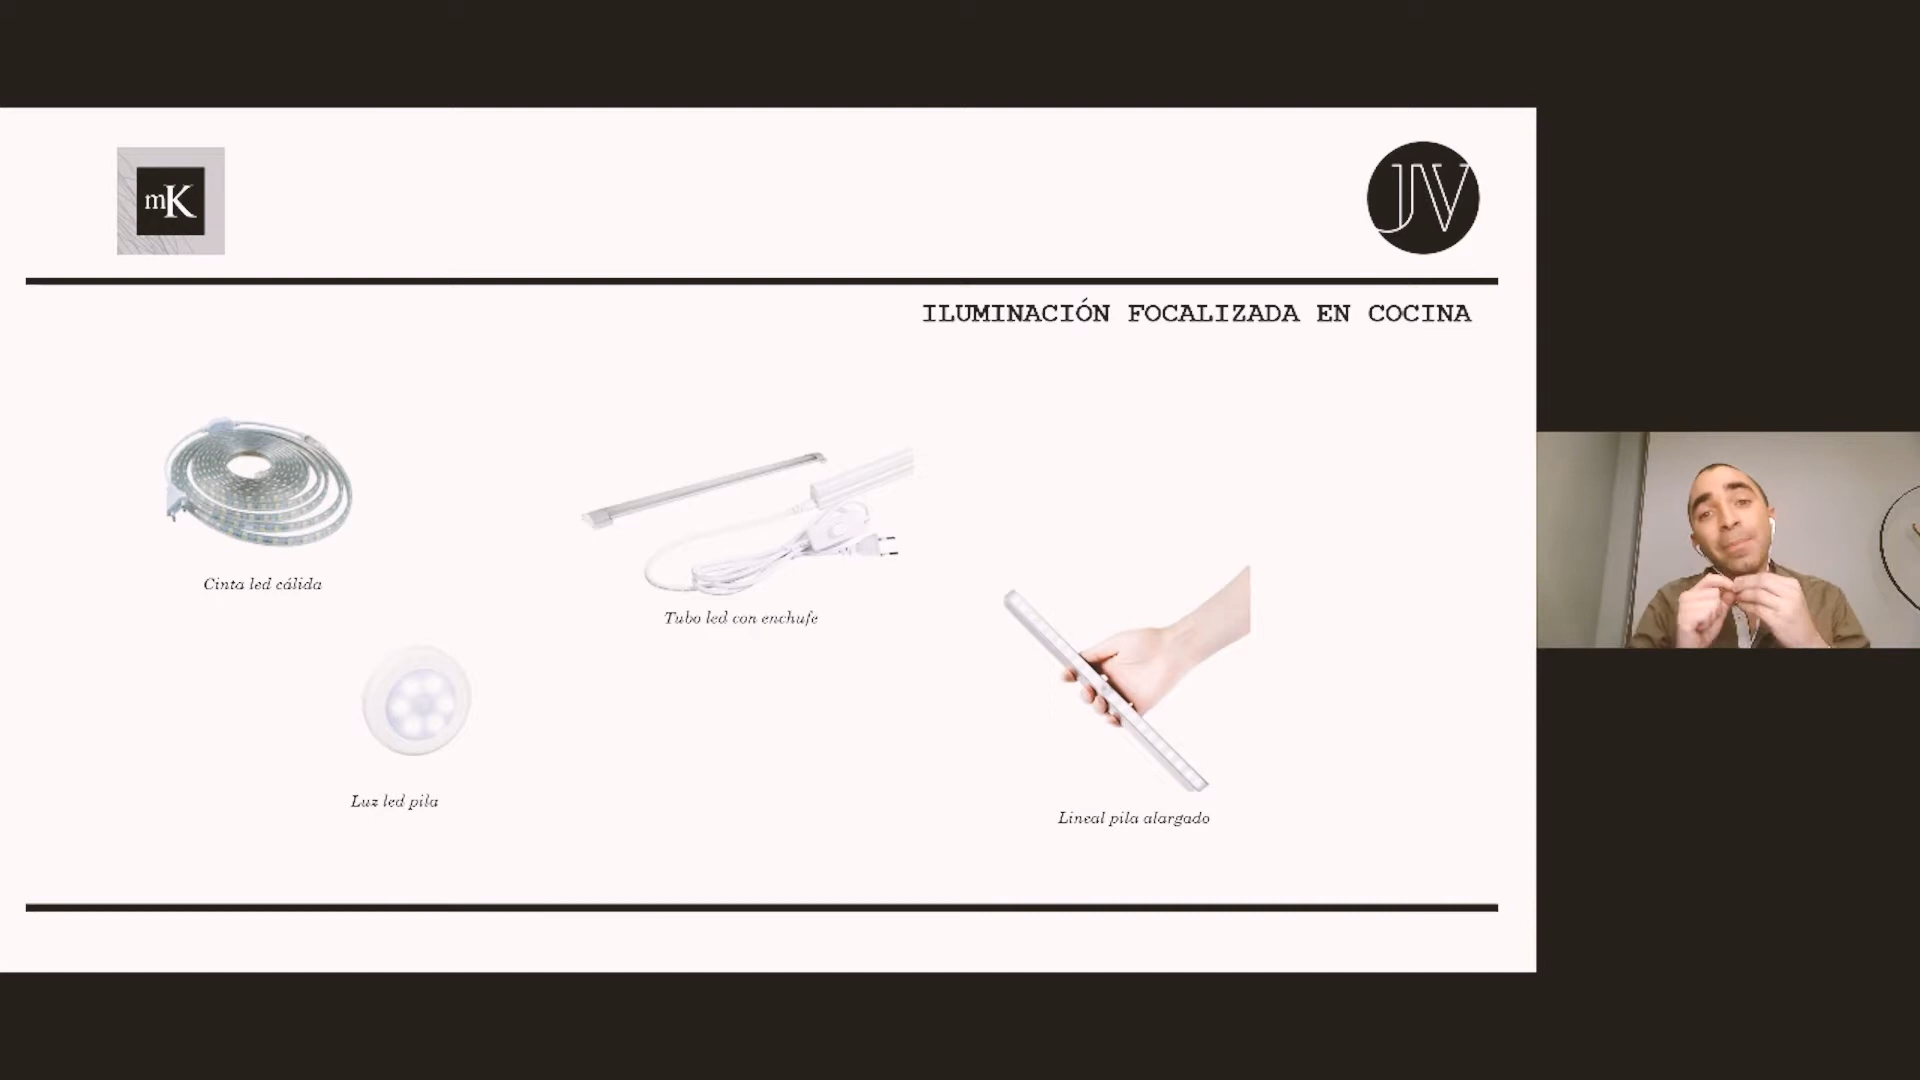 mK
JV
ILUMINACIÓN FOCALIZADA EN COCINA
Cinta led cálida
Tubo led con enchufe
Luz led pila
Lineal pila alargado